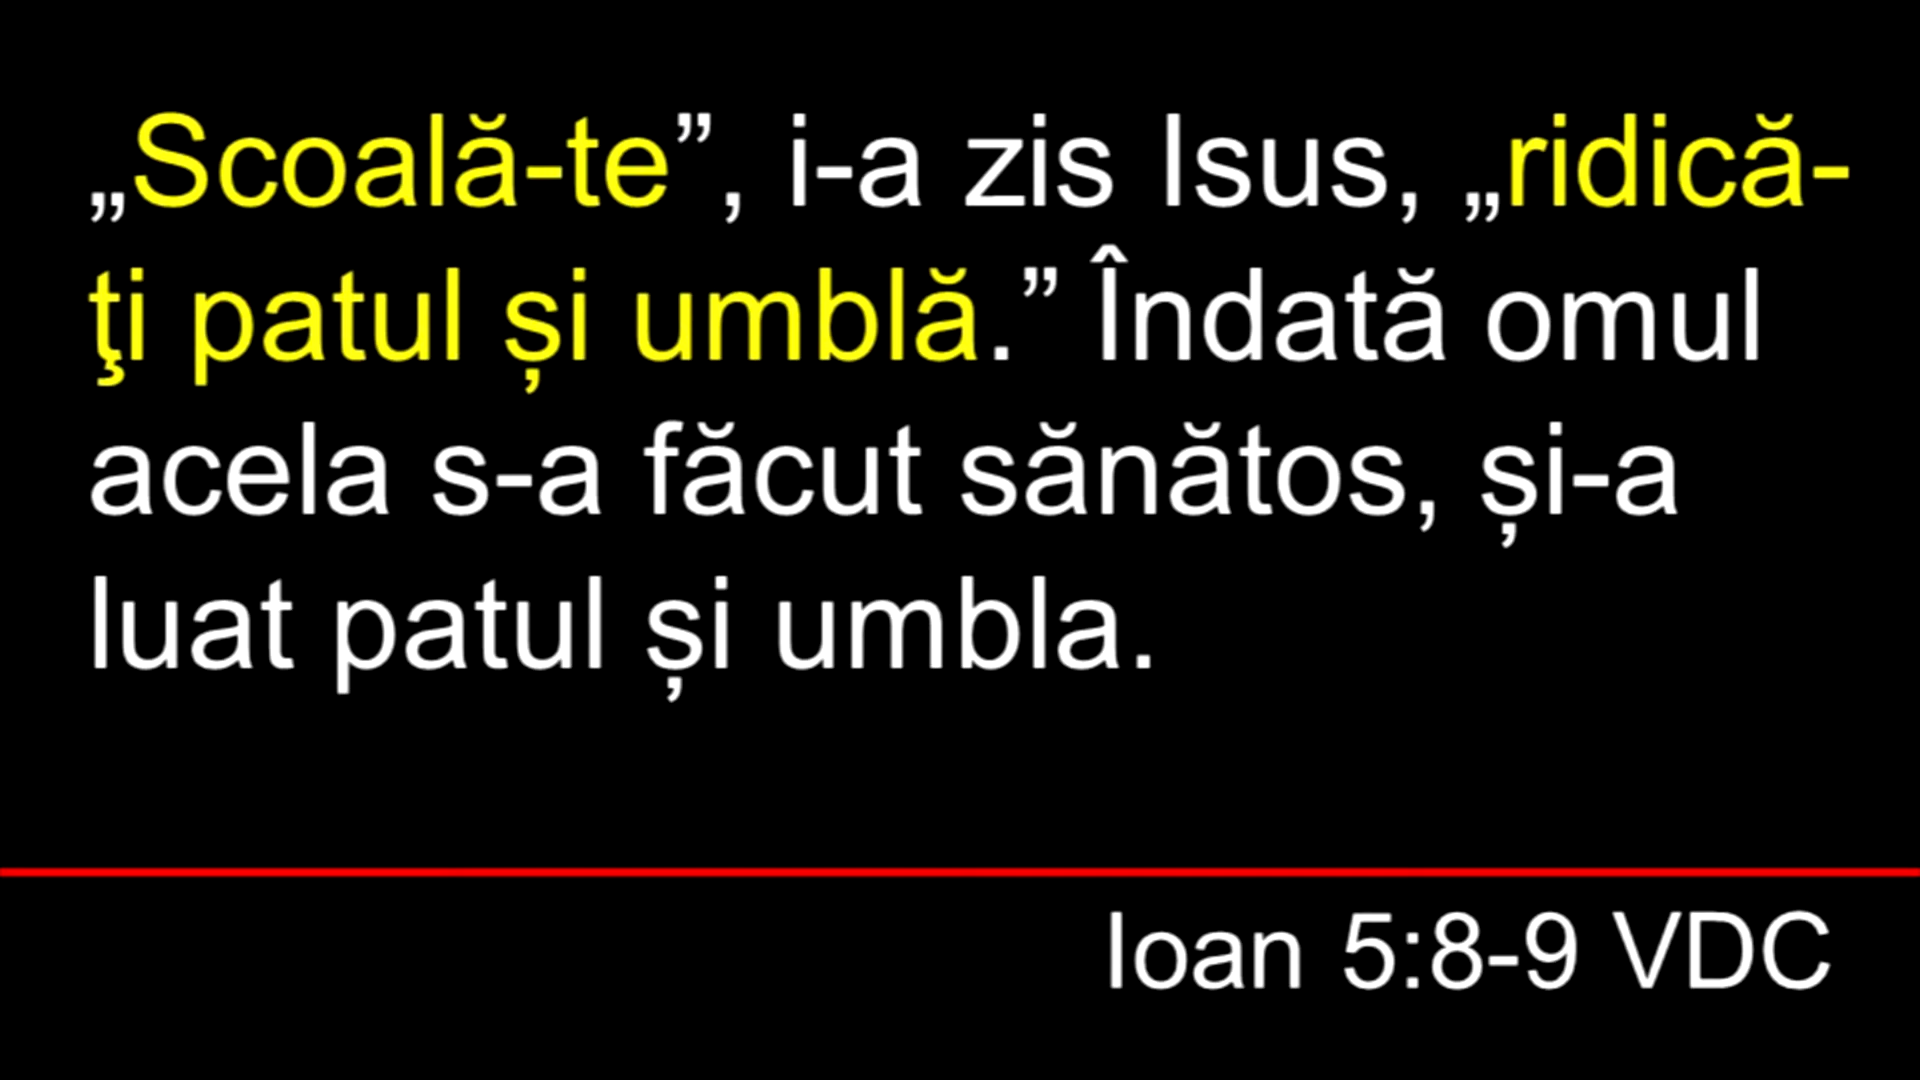 „Scoală-te”, i-a zis Isus, „ridică-
ţi patul și umblă.” Îndată omul
acela s-a făcut sănătos, și-a
luat patul și umbla.
Ioan 5:8-9 VDC